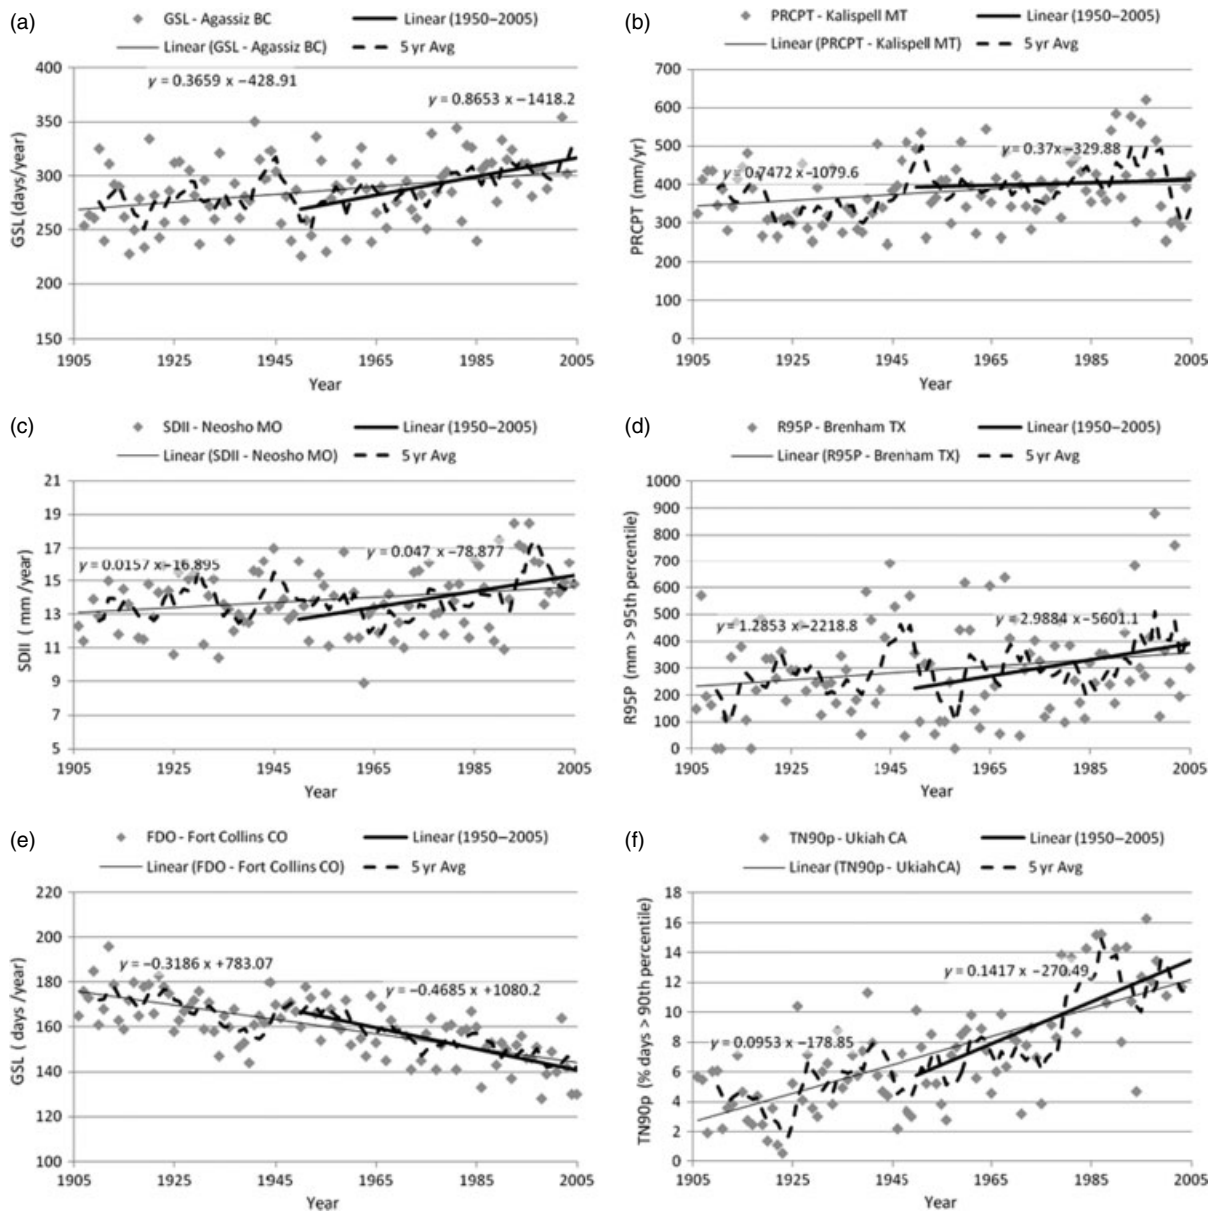 (a)
GSL - Agassiz BC
Linear (1950–2005)
Linear (GSL - Agassiz BC)
5 yr Avg
y = 0.3659 x −428.91
y = 0.8653 x −1418.2
GSL (days/year)
400
350
300
250
200
150
1905
1925
1945
1965
1985
2005
Year
(b)
PRCPT - Kalispell MT
Linear (1950–2005)
Linear (PRCPT - Kalispell MT)
5 yr Avg
y = 0.7472 x −1079.6
y = 0.37x −329.88
PRCPT (mm/yr)
700
600
500
400
300
200
100
0
1905
1925
1945
1965
1985
2005
Year
(c)
SDII - Neosho MO
Linear (1950–2005)
Linear (SDII - Neosho MO)
5 yr Avg
y = 0.0157 x −16.895
y = 0.047 x −78.877
SDII ( mm /year)
21
19
17
15
13
11
9
7
5
1905
1925
1945
1965
1985
2005
Year
(d)
R95P - Brenham TX
Linear (1950–2005)
Linear (R95P - Brenham TX)
5 yr Avg
y = 1.2853 x −2218.8
y = 2.9884 x −5601.1
R95P (mm > 95th percentile)
1000
900
800
700
600
500
400
300
200
100
0
1905
1925
1945
1965
1985
2005
Year
(e)
FDO - Fort Collins CO
Linear (1950–2005)
Linear (FDO - Fort Collins CO)
5 yr Avg
y = −0.3186 x +783.07
y = −0.4685 x +1080.2
GSL ( days /year)
220
200
180
160
140
120
100
1905
1925
1945
1965
1985
2005
Year
(f)
TN90p - Ukiah CA
Linear (1950–2005)
Linear (TN90p - Ukiah CA)
5 yr Avg
y = 0.0953 x −178.85
y = 0.1417 x −270.49
TN90p (% days > 90th percentile)
18
16
14
12
10
8
6
4
2
0
1905
1925
1945
1965
1985
2005
Year